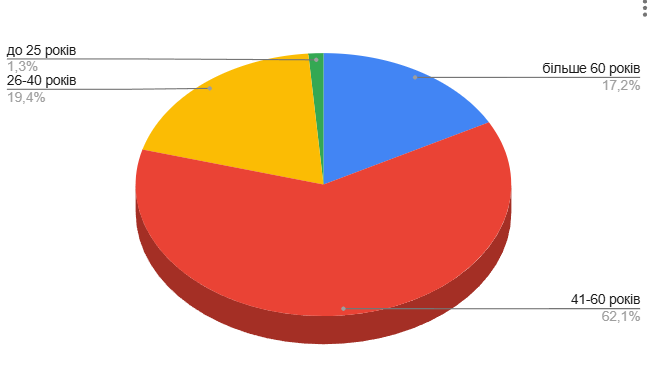 до 25 років
1,3%
26-40 років
19,4%
більше 60 років
17,2%
41-60 років
62,1%